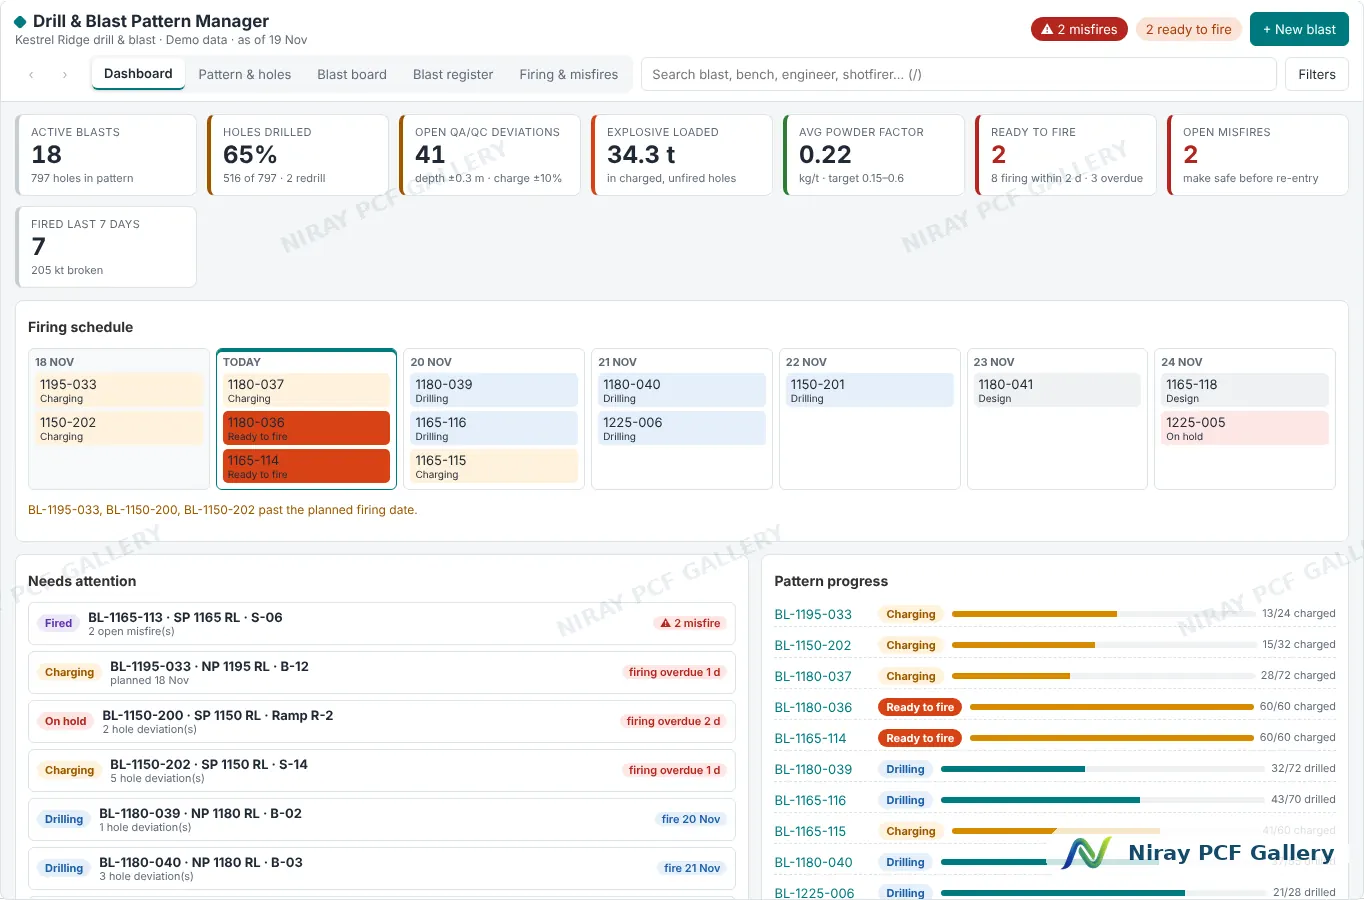 Drill & Blast Pattern Manager
Kestrel Ridge drill & blast · Demo data · as of 19 Nov
2 misfires
2 ready to fire
+ New blast
Dashboard
Pattern & holes
Blast board
Blast register
Firing & misfires
Search blast, bench, engineer, shotfirer... (/)
Filters
ACTIVE BLASTS
18
797 holes in pattern
HOLES DRILLED
65%
516 of 797 · 2 redrill
OPEN QA/QC DEVIATIONS
41
depth ±0.3 m · charge ±10%
EXPLOSIVE LOADED
34.3 t
in charged, unfired holes
AVG POWDER FACTOR
0.22
kg/t · target 0.15–0.6
READY TO FIRE
2
8 firing within 2 d · 3 overdue
OPEN MISFIRES
2
make safe before re-entry
FIRED LAST 7 DAYS
7
205 kt broken
NIRAY PCF GALLERY
NIRAY PCF GALLERY
Firing schedule
18 NOV
1195-033
Charging
1150-202
Charging
TODAY
1180-037
Charging
1180-036
Ready to fire
1165-114
Ready to fire
20 NOV
1180-039
Drilling
1165-116
Drilling
1165-115
Charging
21 NOV
1180-040
Drilling
1225-006
Drilling
22 NOV
1150-201
Drilling
23 NOV
1180-041
Design
24 NOV
1165-118
Design
1225-005
On hold
BL-1195-033, BL-1150-200, BL-1150-202 past the planned firing date.
PCF GALLERY
NIRAY PCF GALLERY
NIRAY PCF GALL
Needs attention
Fired
BL-1165-113 · SP 1165 RL · S-06
2 open misfire(s)
2 misfire
Charging
BL-1195-033 · NP 1195 RL · B-12
planned 18 Nov
firing overdue 1 d
On hold
BL-1150-200 · SP 1150 RL · Ramp R-2
2 hole deviation(s)
firing overdue 2 d
Charging
BL-1150-202 · SP 1150 RL · S-14
5 hole deviation(s)
firing overdue 1 d
Drilling
BL-1180-039 · NP 1180 RL · B-02
1 hole deviation(s)
fire 20 Nov
Drilling
BL-1180-040 · NP 1180 RL · B-03
3 hole deviation(s)
fire 21 Nov
Pattern progress
BL-1195-033 Charging 13/24 charged
BL-1150-202 Charging 15/32 charged
BL-1180-037 Charging 28/72 charged
BL-1180-036 Ready to fire 60/60 charged
BL-1165-114 Ready to fire 60/60 charged
BL-1180-039 Drilling 32/72 drilled
BL-1165-116 Drilling 43/70 drilled
BL-1165-115 Charging 41/60 charged
BL-1180-040 Drilling
BL-1225-006 Drilling 21/28 drilled
Niray PCF Gallery